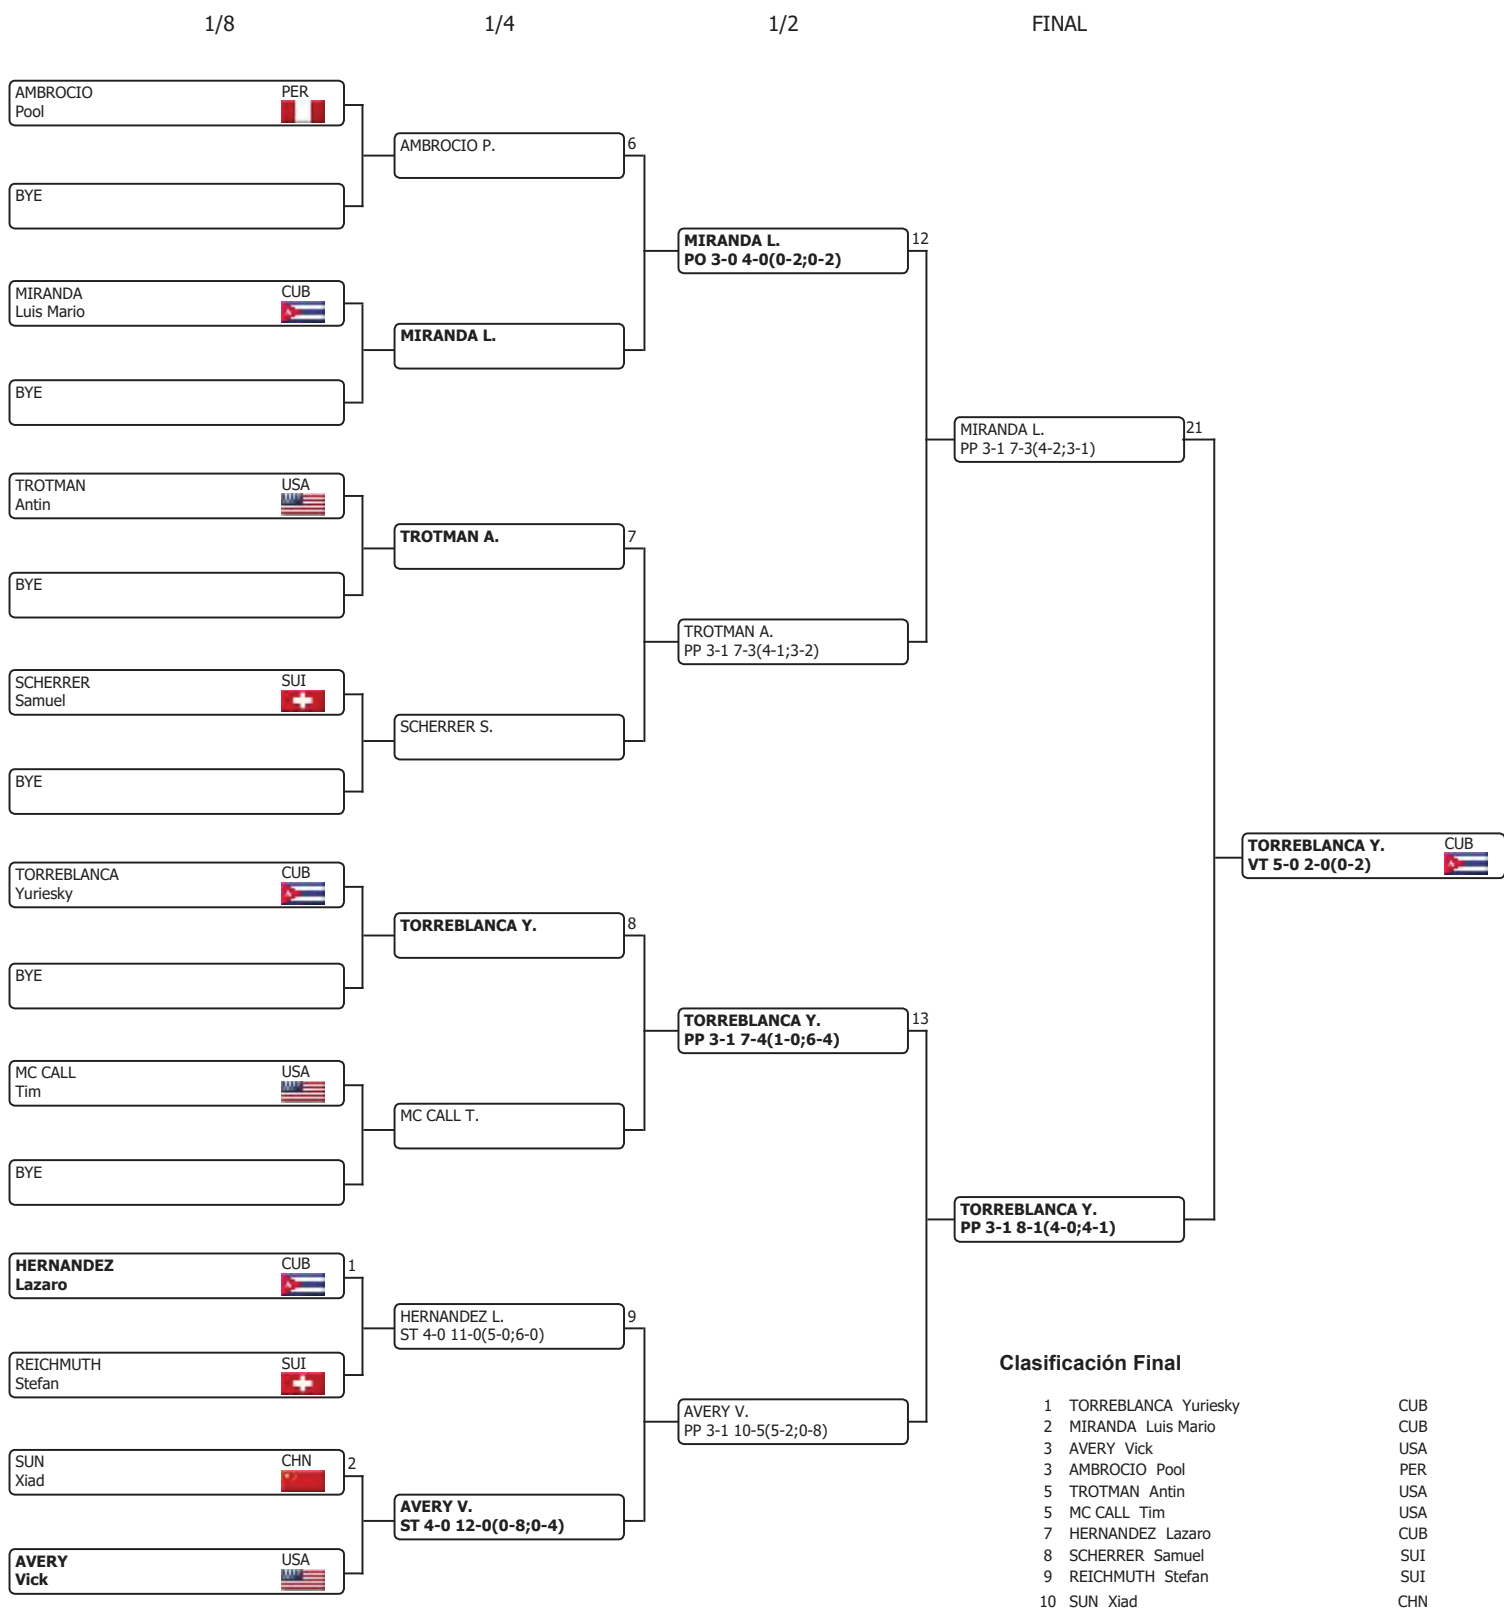 1/8 1/4 1/2 FINAL
AMBROCIO PER
Pool
BYE
AMBROCIO P. 6
MIRANDA L. 12
PO 3-0 4-0(0-2;0-2)
MIRANDA CUB
Luis Mario
MIRANDA L.
BYE
MIRANDA L. 21
PP 3-1 7-3(4-2;3-1)
TROTMAN USA
Antin
TROTMAN A. 7
BYE
TROTMAN A.
PP 3-1 7-3(4-1;3-2)
SCHERRER SUI
Samuel
SCHERRER S.
BYE
TORREBLANCA Y. CUB
VT 5-0 2-0(0-2)
TORREBLANCA CUB
Yuriesky
TORREBLANCA Y. 8
BYE
TORREBLANCA Y. 13
PP 3-1 7-4(1-0;6-4)
MC CALL USA
Tim
MC CALL T.
BYE
TORREBLANCA Y.
PP 3-1 8-1(4-0;4-1)
HERNANDEZ CUB 1
Lazaro
HERNANDEZ L. 9
ST 4-0 11-0(5-0;6-0)
REICHMUTH SUI
Stefan
AVERY V.
PP 3-1 10-5(5-2;0-8)
SUN CHN 2
Xiad
AVERY V.
ST 4-0 12-0(0-8;0-4)
AVERY USA
Vick
Clasificación Final
1 TORREBLANCA Yuriesky CUB
2 MIRANDA Luis Mario CUB
3 AVERY Vick USA
3 AMBROCIO Pool PER
5 TROTMAN Antin USA
5 MC CALL Tim USA
7 HERNANDEZ Lazaro CUB
8 SCHERRER Samuel SUI
9 REICHMUTH Stefan SUI
10 SUN Xiad CHN